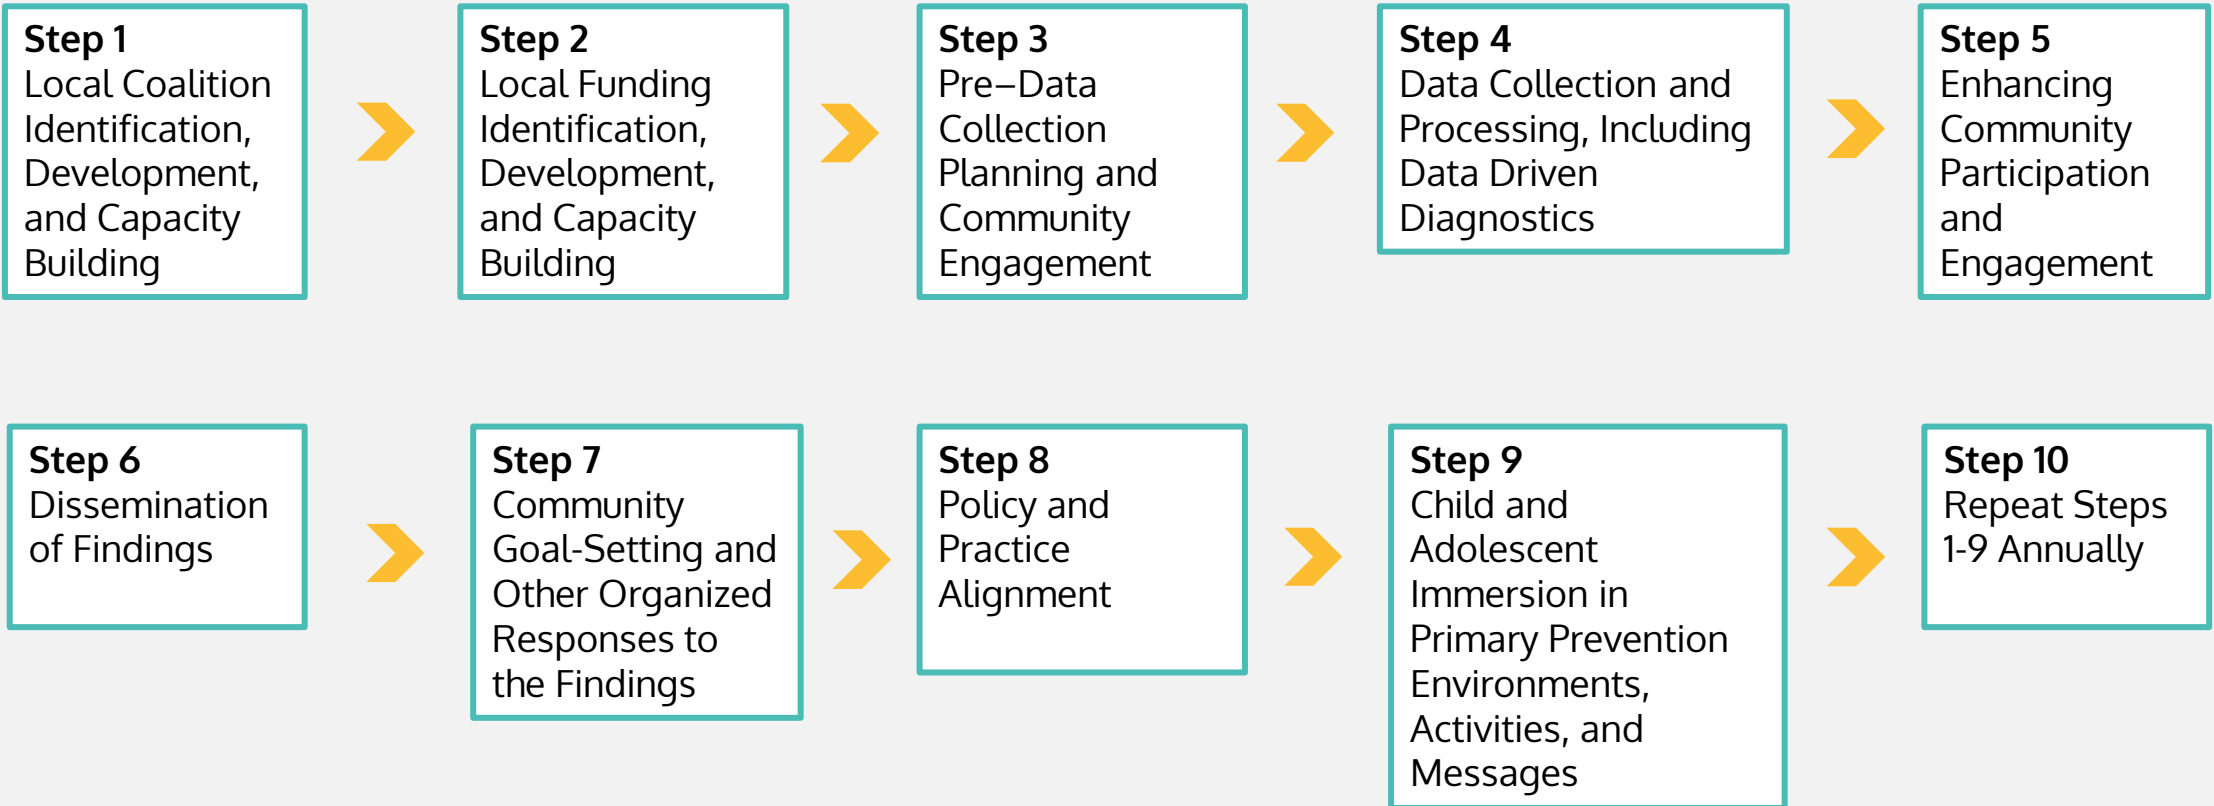 Step 1
Local Coalition
Identification,
Development,
and Capacity
Building
Step 2
Local Funding
Identification,
Development,
and Capacity
Building
Step 3
Pre–Data
Collection
Planning and
Community
Engagement
Step 4
Data Collection and
Processing, Including
Data Driven
Diagnostics
Step 5
Enhancing
Community
Participation
and
Engagement
Step 6
Dissemination
of Findings
Step 7
Community
Goal-Setting and
Other Organized
Responses to
the Findings
Step 8
Policy and
Practice
Alignment
Step 9
Child and
Adolescent
Immersion in
Primary Prevention
Environments,
Activities, and
Messages
Step 10
Repeat Steps
1-9 Annually